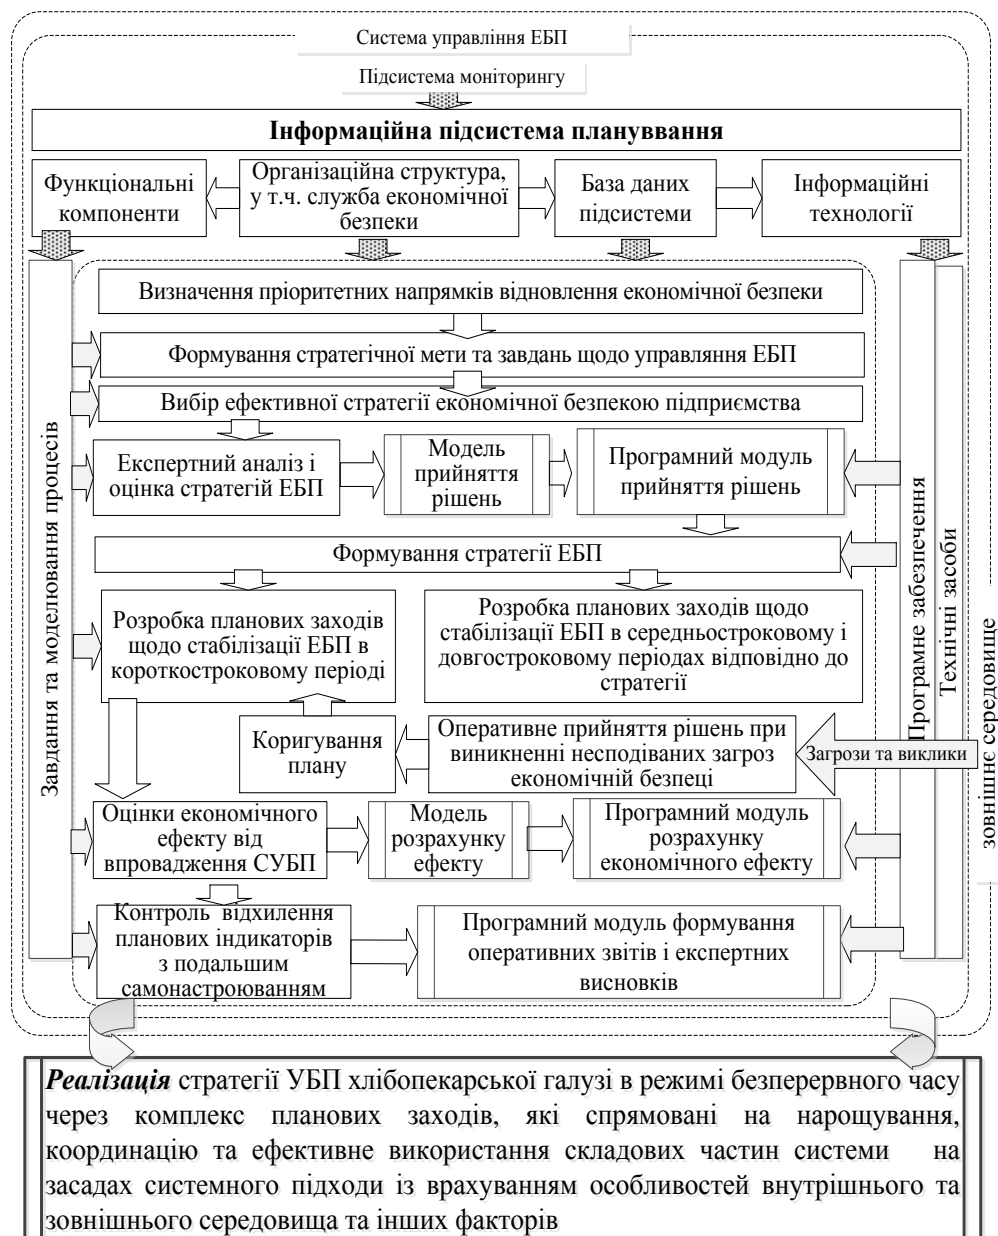 Система управління ЕБП
Підсистема моніторингу
Інформаційна підсистема плануввання
Функціональні
компоненти
Організаційна структура,
у т.ч. служба економічної
безпеки
База даних
підсистеми
Інформаційні
технології
Завдання та моделювання процесів
Визначення пріоритетних напрямків відновлення економічної безпеки
Формування стратегічної мети та завдань щодо управляння ЕБП
Вибір ефективної стратегії економічної безпекою підприємства
Експертний аналіз і
оцінка стратегій ЕБП
Модель
прийняття
рішень
Програмний модуль
прийняття рішень
Формування стратегії ЕБП
Розробка планових заходів
щодо стабілізації ЕБП в
короткостроковому періоді
Розробка планових заходів щодо
стабілізації ЕБП в середньостроковому і
довгостроковому періодах відповідно до
стратегії
Коригування
плану
Оперативне прийняття рішень при
виникненні несподіваних загроз
економічній безпеці
Загрози та виклики
Оцінки економічного
ефекту від
впровадження СУБП
Модель
розрахунку
ефекту
Програмний модуль
розрахунку
економічного ефекту
Контроль відхилення
планових індикаторів
з подальшим
самонастроюванням
Програмний модуль формування
оперативних звітів і експертних
висновків
Програмне забезпечення
Технічні засоби
зовнішнє середовище
Реалізація стратегії УБП хлібопекарської галузі в режимі безперервного часу
через комплекс планових заходів, які спрямовані на нарощування,
координацію та ефективне використання складових частин системи на
засадах системного підходи із врахуванням особливостей внутрішнього та
зовнішнього середовища та інших факторів